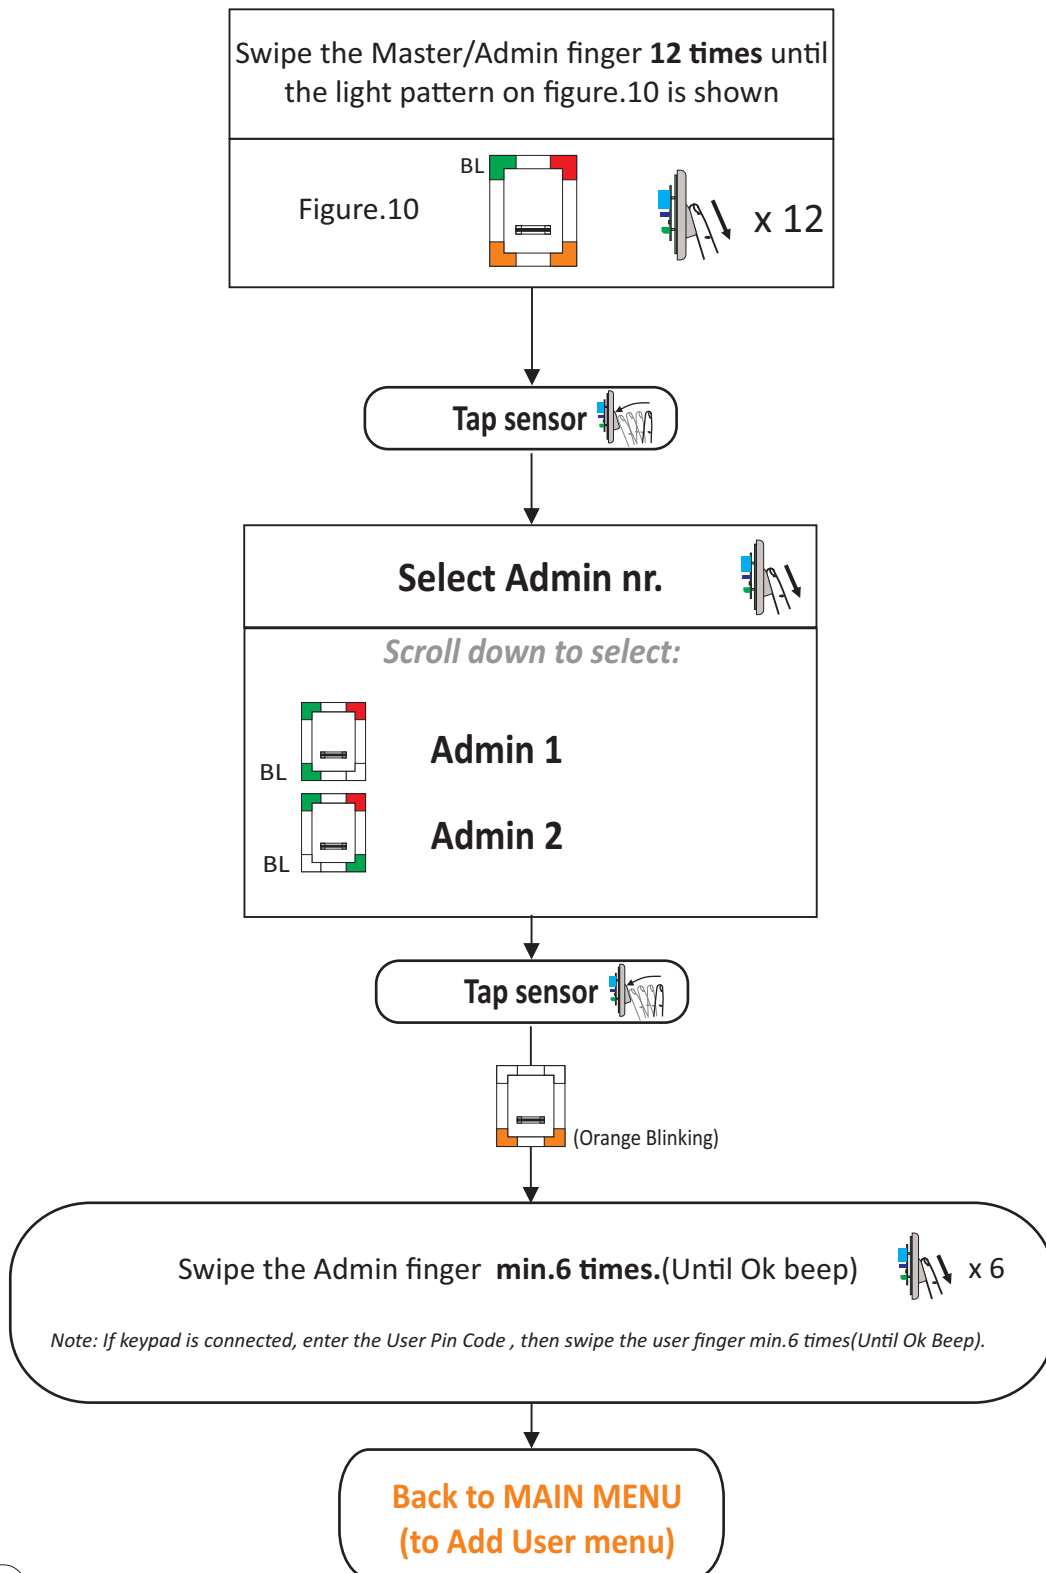 Swipe the Master/Admin finger 12 times until
the light pattern on figure.10 is shown
BL
Figure.10
x 12
Tap sensor
Select Admin nr.
Scroll down to select:
Admin 1
BL
Admin 2
BL
Tap sensor
(Orange Blinking)
Swipe the Admin finger min.6 times.(Until Ok beep)
x 6
Note: If keypad is connected, enter the User Pin Code , then swipe the user finger min.6 times(Until Ok Beep).
Back to MAIN MENU
(to Add User menu)